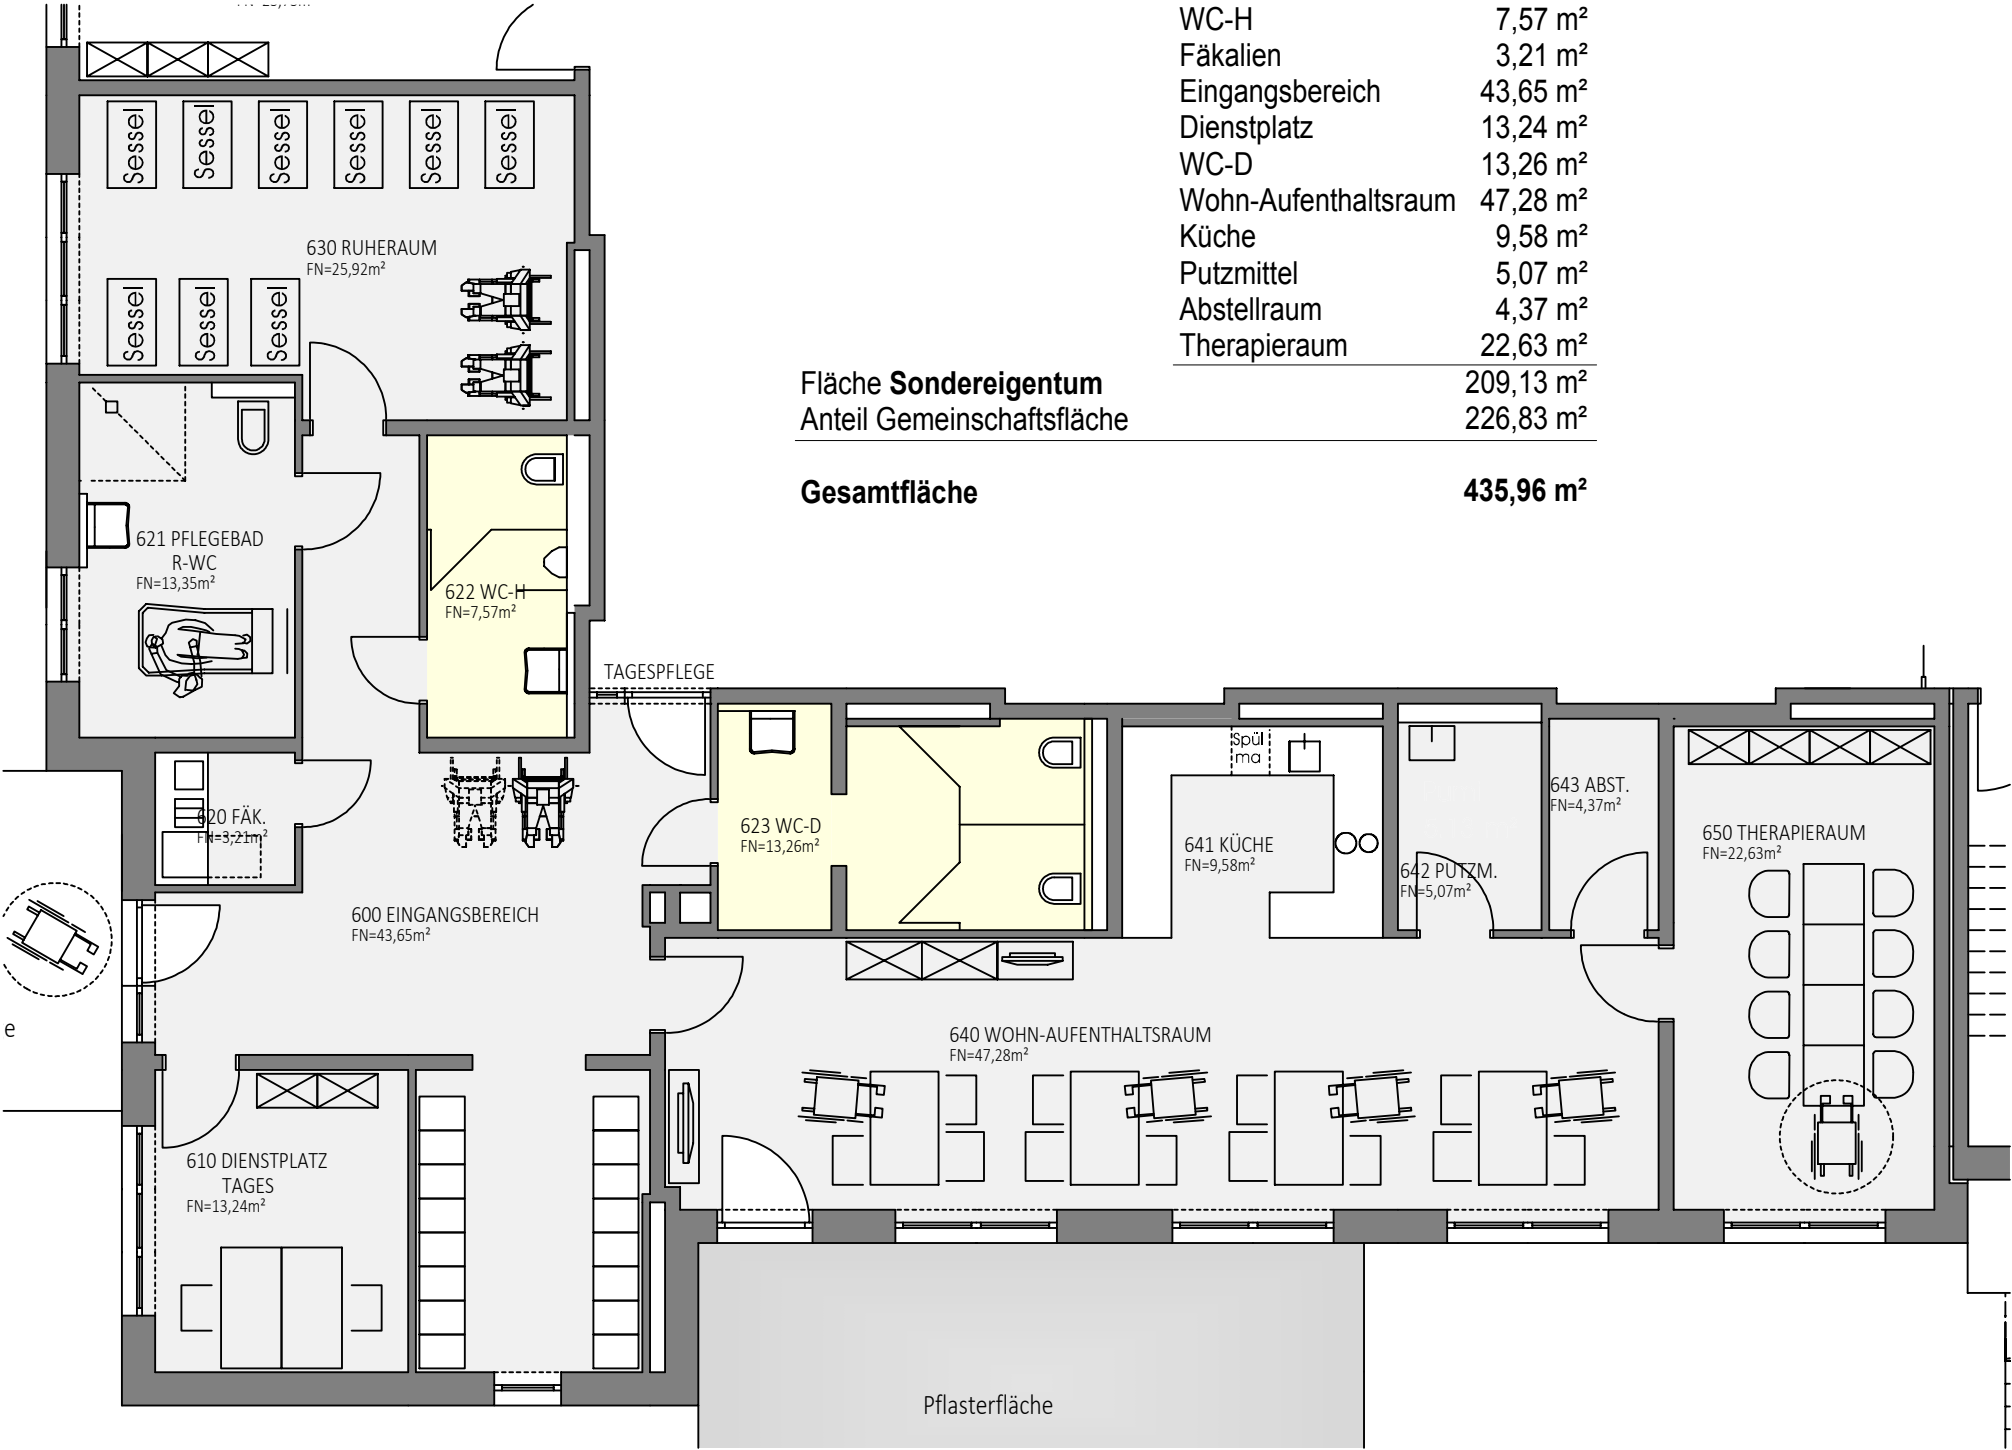 WC-H 7,57 m²
Fäkalien 3,21 m²
Eingangsbereich 43,65 m²
Dienstplatz 13,24 m²
WC-D 13,26 m²
Wohn-Aufenthaltsraum 47,28 m²
Küche 9,58 m²
Putzmittel 5,07 m²
Abstellraum 4,37 m²
Therapieraum 22,63 m²
Fläche Sondereigentum 209,13 m²
Anteil Gemeinschaftsfläche 226,83 m²
Gesamtfläche 435,96 m²
Sessel
Sessel
Sessel
Sessel
Sessel
Sessel
630 RUHERAUM
FN=25,92m²
Sessel
Sessel
Sessel
621 PFLEGEBAD
R-WC
FN=13,35m²
622 WC-H
FN=7,57m²
TAGESPFLEGE
620 FÄK.
FN=3,21m²
623 WC-D
FN=13,26m²
Spül
ma
641 KÜCHE
FN=9,58m²
642 PUTZM.
FN=5,07m²
643 ABST.
FN=4,37m²
650 THERAPIERAUM
FN=22,63m²
600 EINGANGSBEREICH
FN=43,65m²
e
640 WOHN-AUFENTHALTSRAUM
FN=47,28m²
610 DIENSTPLATZ
TAGES
FN=13,24m²
Pflasterfläche